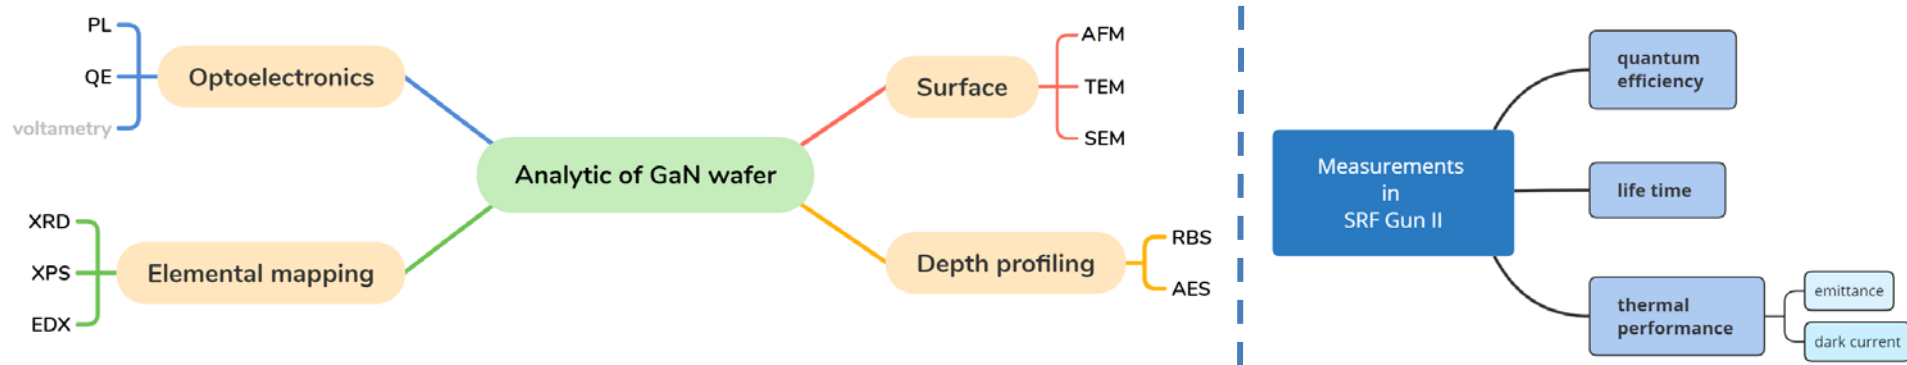 PL
QE
voltametry
Optoelectronics
XRD
XPS
EDX
Elemental mapping
Analytic of GaN wafer
Surface
AFM
TEM
SEM
Depth profiling
RBS
AES
Measurements
in
SRF Gun II
quantum
efficiency
life time
thermal
performance
emittance
dark current